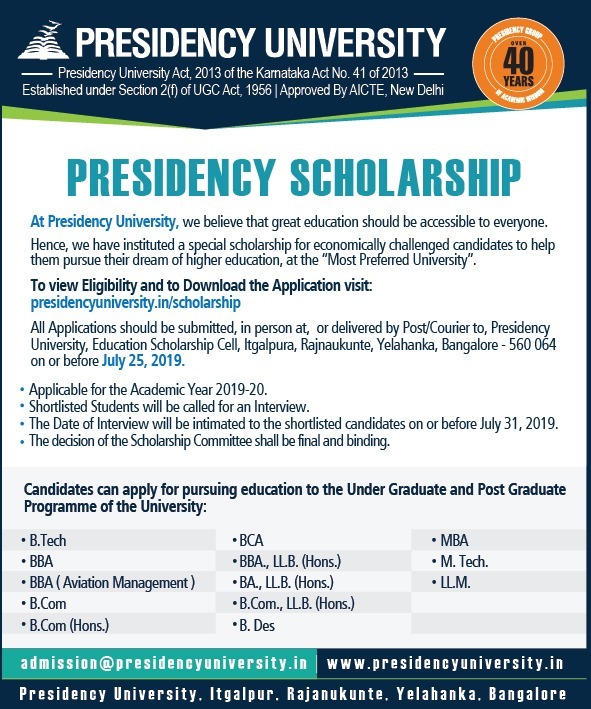 PRESIDENCY UNIVERSITY
Presidency University Act, 2013 of the Karnataka Act No. 41 of 2013
Established under Section 2(f) of UGC Act, 1956 | Approved By AICTE, New Delhi
PRESIDENCY GROUP
OVER
40
YEARS
OF ACADEMIC WISDOM
PRESIDENCY SCHOLARSHIP
At Presidency University, we believe that great education should be accessible to everyone.
Hence, we have instituted a special scholarship for economically challenged candidates to help
them pursue their dream of higher education, at the “Most Preferred University”.
To view Eligibility and to Download the Application visit:
presidencyuniversity.in/scholarship
All Applications should be submitted, in person at, or delivered by Post/Courier to, Presidency
University, Education Scholarship Cell, Itgalpura, Rajnaukunte, Yelahanka, Bangalore - 560 064
on or before July 25, 2019.
• Applicable for the Academic Year 2019-20.
• Shortlisted Students will be called for an Interview.
• The Date of Interview will be intimated to the shortlisted candidates on or before July 31, 2019.
• The decision of the Scholarship Committee shall be final and binding.
Candidates can apply for pursuing education to the Under Graduate and Post Graduate
Programme of the University:
• B.Tech
• BBA
• BBA ( Aviation Management )
• B.Com
• B.Com (Hons.)
• BCA
• BBA., LL.B. (Hons.)
• BA., LL.B. (Hons.)
• B.Com., LL.B. (Hons.)
• B. Des
• MBA
• M. Tech.
• LL.M.
admission@presidencyuniversity.in
www.presidencyuniversity.in
Presidency University, Itgalpur, Rajanukunte, Yelahanka, Bangalore